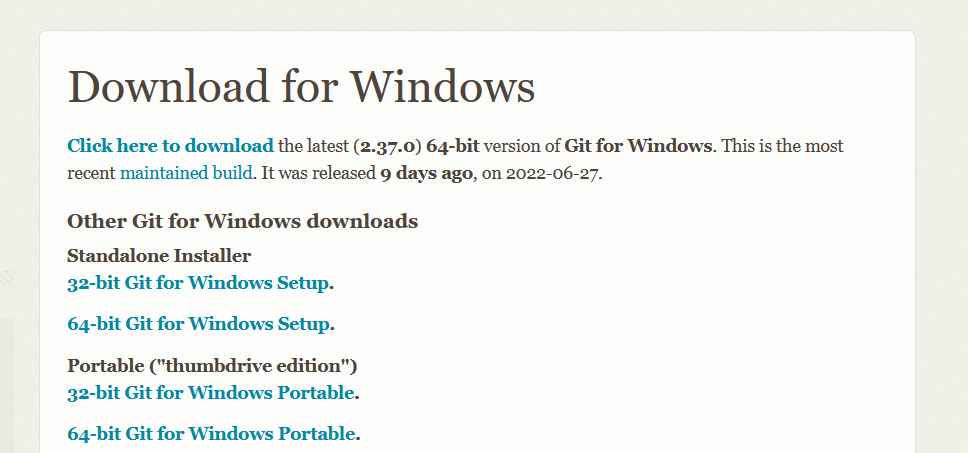 Download for Windows
Click here to download the latest (2.37.0) 64-bit version of Git for Windows. This is the most
recent maintained build. It was released 9 days ago, on 2022-06-27.
Other Git for Windows downloads
Standalone Installer
32-bit Git for Windows Setup.
64-bit Git for Windows Setup.
Portable ("thumbdrive edition")
32-bit Git for Windows Portable.
64-bit Git for Windows Portable.